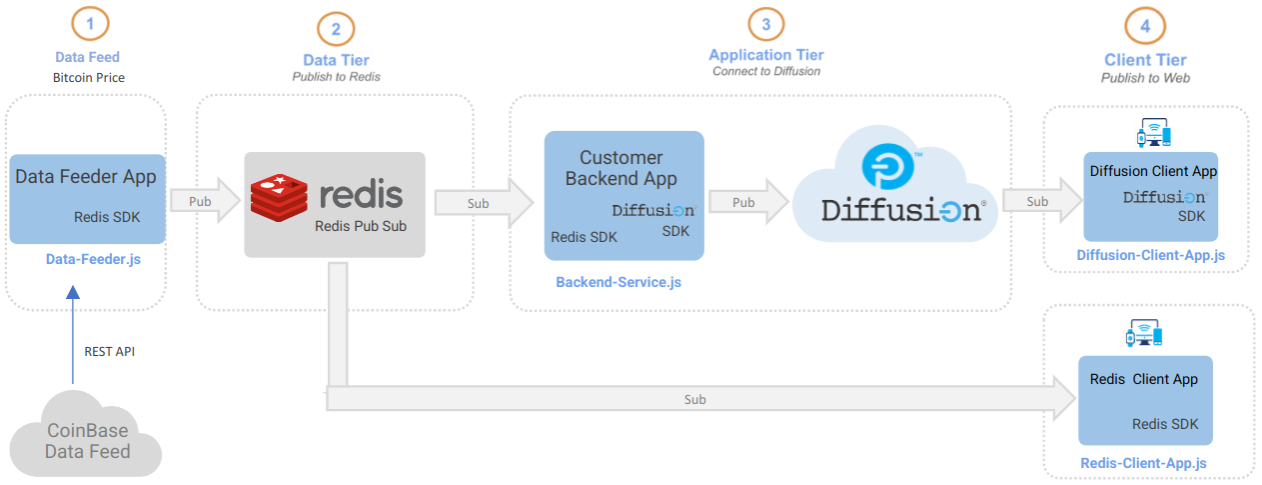 1
Data Feed
Bitcoin Price
Data Feeder App
Redis SDK
Data-Feeder.js
REST API
CoinBase
Data Feed
Pub
2
Data Tier
Publish to Redis
redis
Redis Pub Sub
Sub
3
Application Tier
Connect to Diffusion
Customer
Backend App
Diffusion
Redis SDK
SDK
Backend-Service.js
Pub
TM
Diffusion®
Sub
4
Client Tier
Publish to Web
Diffusion Client App
Diffusion®
SDK
Diffusion-Client-App.js
Sub
Redis Client App
Redis SDK
Redis-Client-App.js